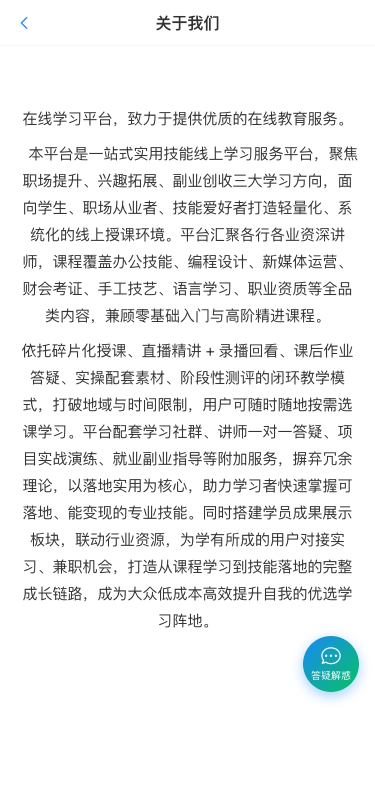 关于我们
在线学习平台，致力于提供优质的在线教育服务。
本平台是一站式实用技能线上学习服务平台，聚焦
职场提升、兴趣拓展、副业创收三大学习方向，面
向学生、职场从业者、技能爱好者打造轻量化、系
统化的线上授课环境。平台汇聚各行各业资深讲
师，课程覆盖办公技能、编程设计、新媒体运营、
财会考证、手工技艺、语言学习、职业资质等全品
类内容，兼顾零基础入门与高阶精进课程。
依托碎片化授课、直播精讲 + 录播回看、课后作业
答疑、实操配套素材、阶段性测评的闭环教学模
式，打破地域与时间限制，用户可随时随地按需选
课学习。平台配套学习社群、讲师一对一答疑、项
目实战演练、就业副业指导等附加服务，摒弃冗余
理论，以落地实用为核心，助力学习者快速掌握可
落地、能变现的专业技能。同时搭建学员成果展示
板块，联动行业资源，为学有所成的用户对接实
习、兼职机会，打造从课程学习到技能落地的完整
成长链路，成为大众低成本高效提升自我的优选学
习阵地。
答疑解惑